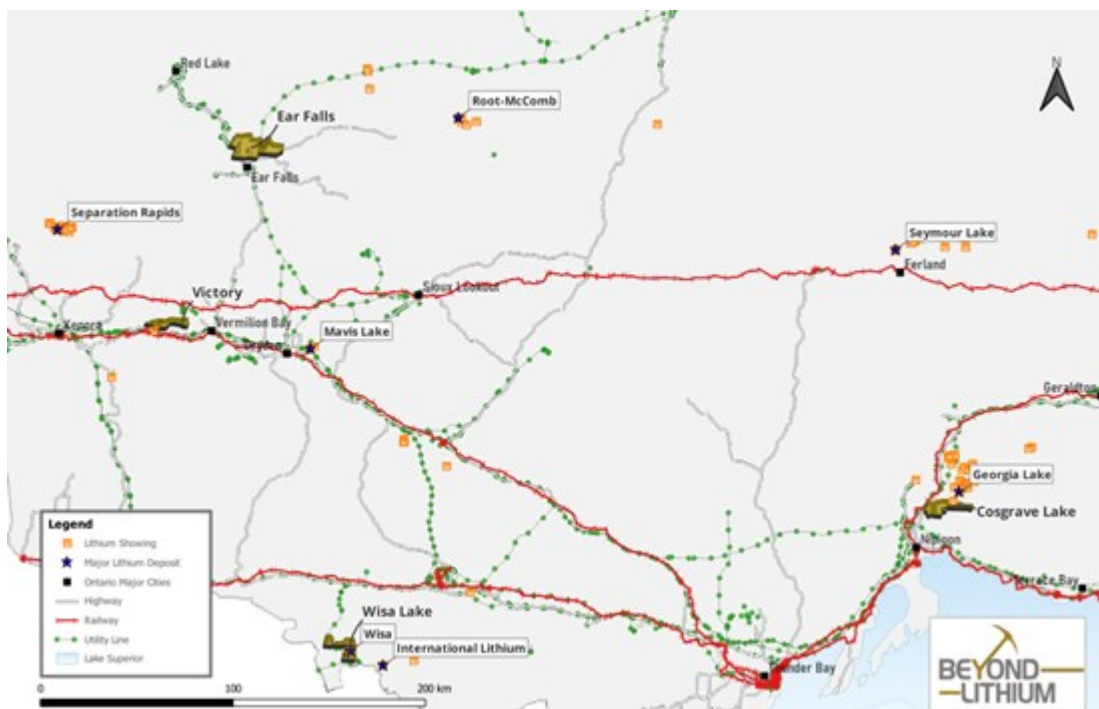 N
Red Lake
Root-McComb
Ear Falls
Ear Falls
Separation Rapids
Seymour Lake
Ferland
Sioux Lookout
Victory
Kenora
Vermilion Bay
Mavis Lake
Dryden
Geraldton
Georgia Lake
Cosgrave Lake
Nipigon
Terrace Bay
Legend
Lithium Showing
Major Lithium Deposit
Ontario Major Cities
Highway
Railway
Utility Line
Lake Superior
Wisa Lake
Wisa
International Lithium
Thunder Bay
0 100 200 km
BEYOND
LITHIUM